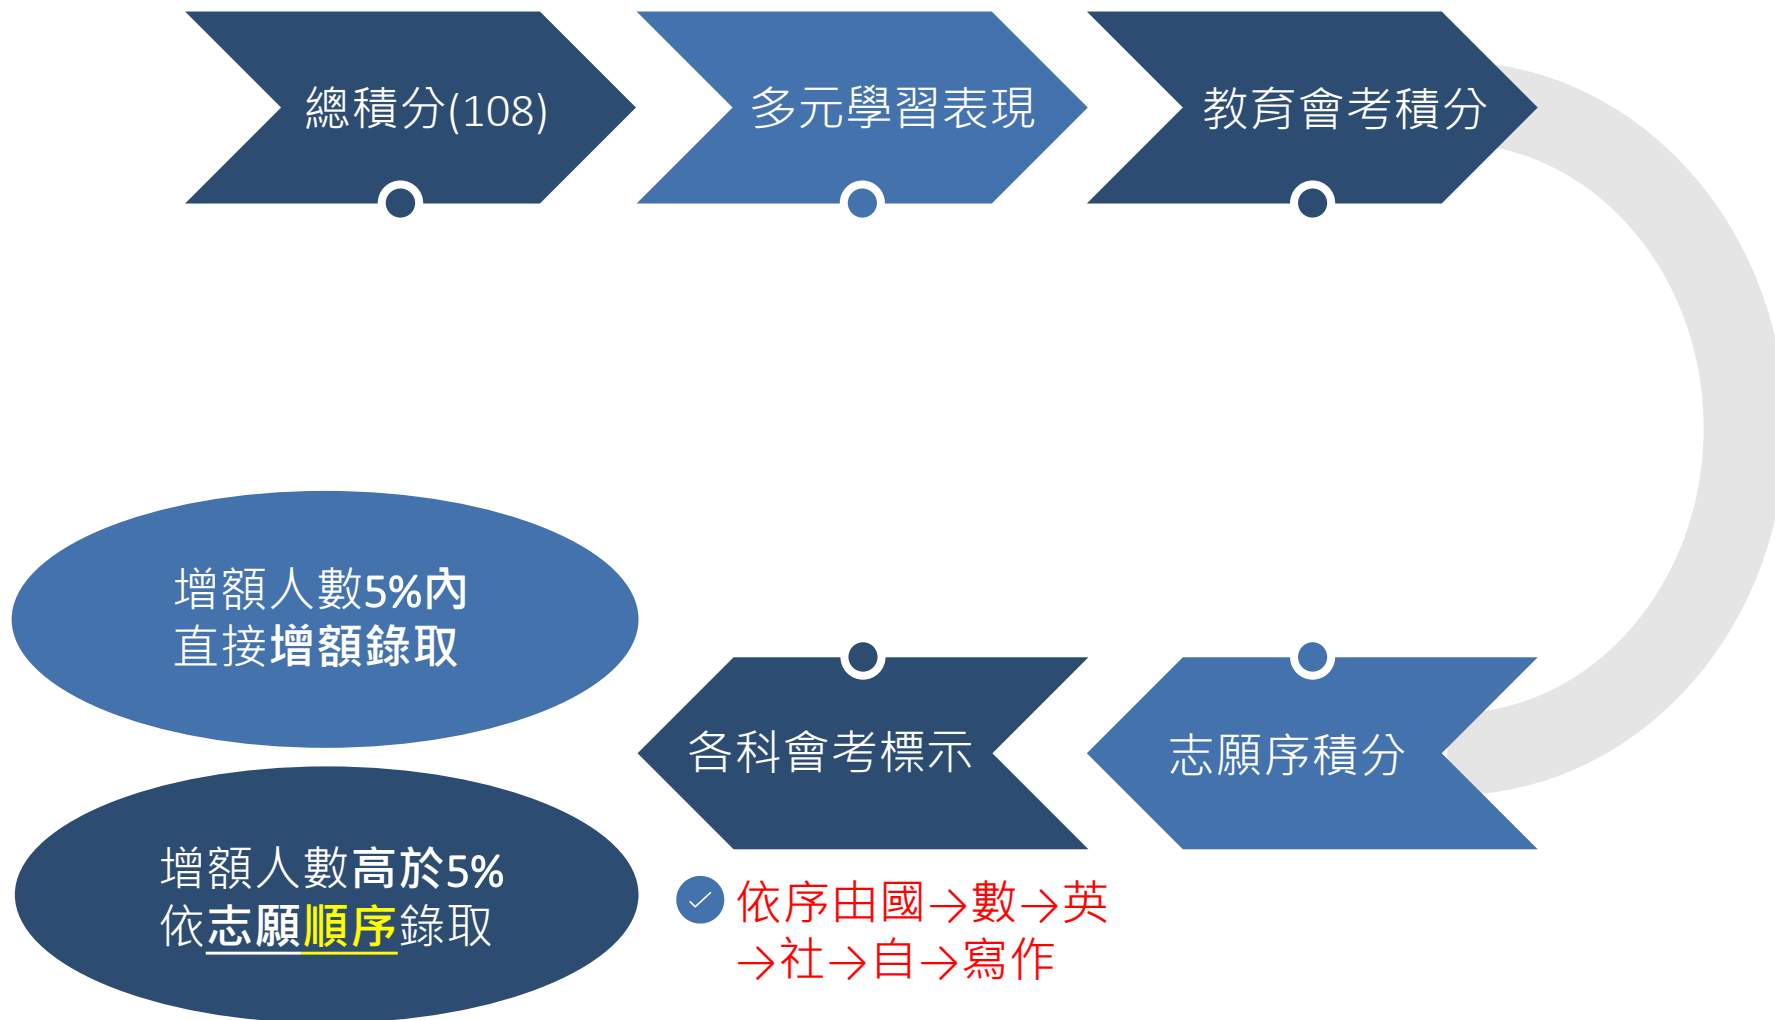 總積分(108)
多元學習表現
教育會考積分
志願序積分
各科會考標示
依序由國→數→英
→社→自→寫作
增額人數5%內
直接增額錄取
增額人數高於5%
依志願順序錄取